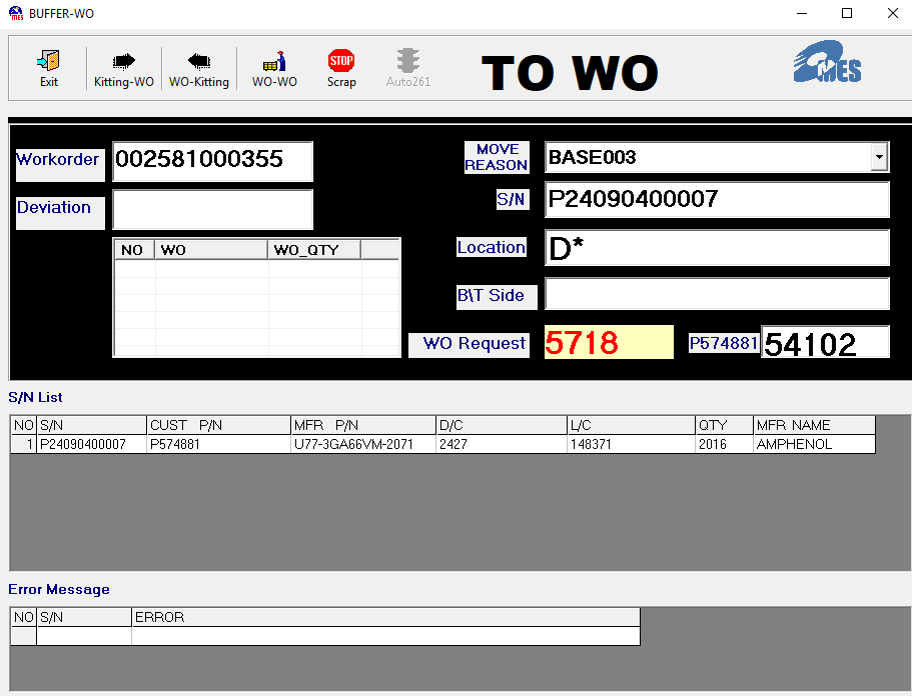 BUFFER-WO
Exit Kitting-WO WO-Kitting WO-WO STOP Scrap Auto261 TO WO MES
Workorder 002581000355 MOVE REASON BASE003
Deviation S/N P24090400007
NO WO WO_QTY Location D*
B\T Side
WO Request 5718 P574881 54102
S/N List
NO S/N CUST P/N MFR P/N D/C L/C QTY MFR NAME
1 P24090400007 P574881 U77-3GA66VM-2071 2427 148371 2016 AMPHENOL
Error Message
NO S/N ERROR